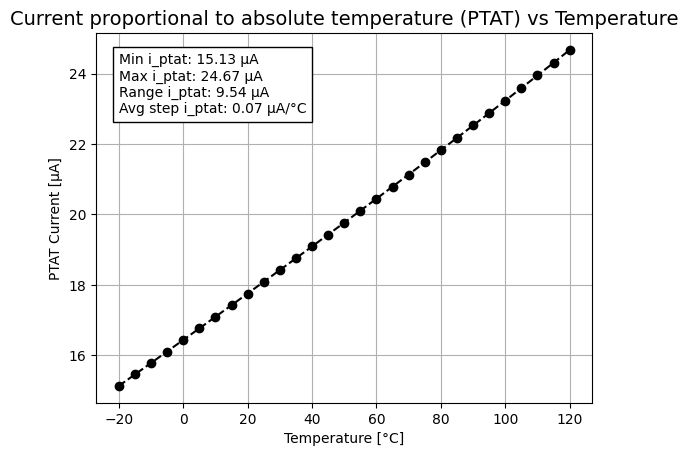 Current proportional to absolute temperature (PTAT) vs Temperature
Min i_ptat: 15.13 µA
Max i_ptat: 24.67 µA
Range i_ptat: 9.54 µA
Avg step i_ptat: 0.07 µA/°C
PTAT Current [µA]
24
22
20
18
16
−20
0
20
40
60
80
100
120
Temperature [°C]